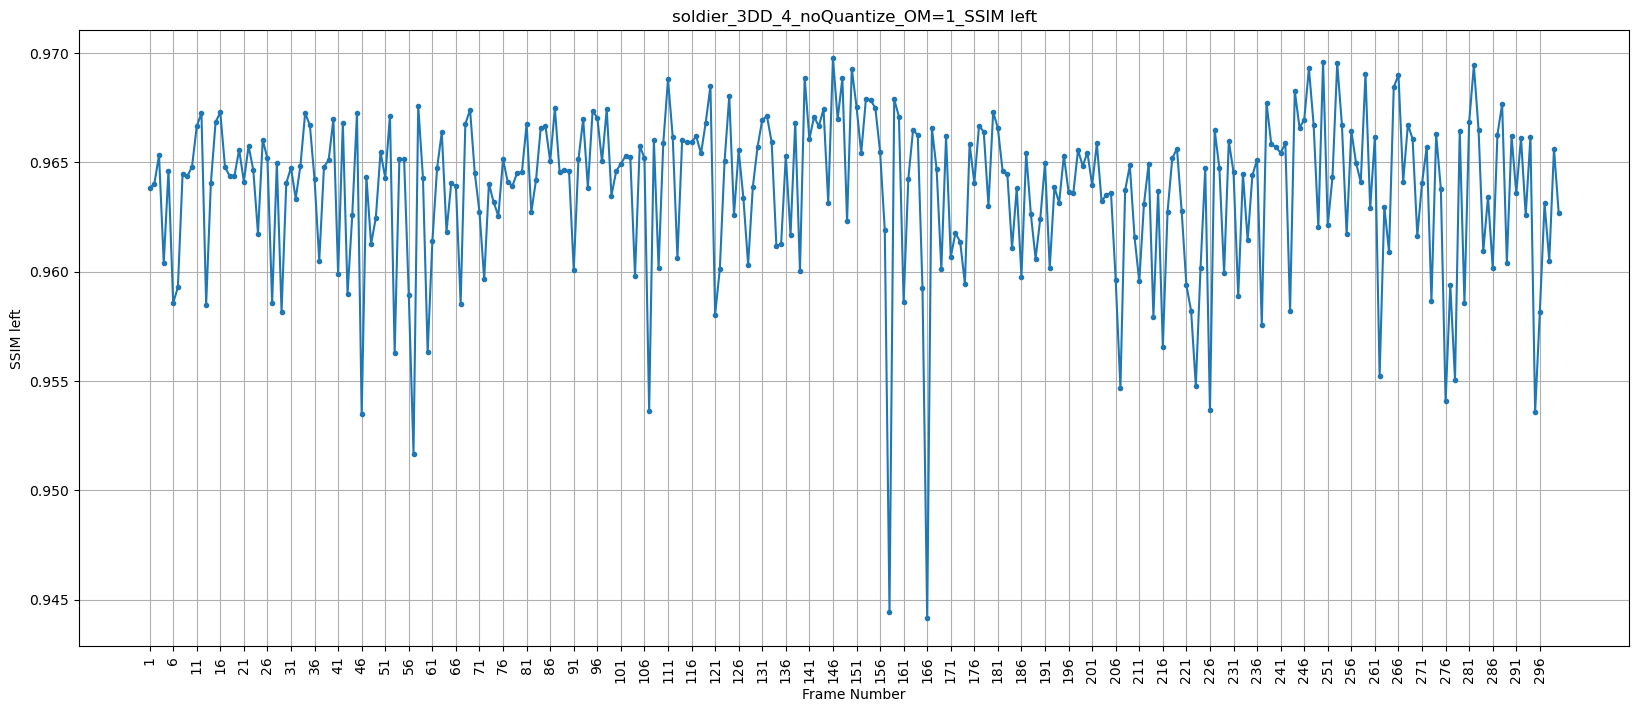 soldier_3DD_4_noQuantize_OM=1_SSIM left
0.970
0.965
0.960
0.955
0.950
0.945
SSIM left
1 6 11 16 21 26 31 36 41 46 51 56 61 66 71 76 81 86 91 96 101 106 111 116 121 126 131 136 141 146 151 156 161 166 171 176 181 186 191 196 201 206 211 216 221 226 231 236 241 246 251 256 261 266 271 276 281 286 291 296
Frame Number